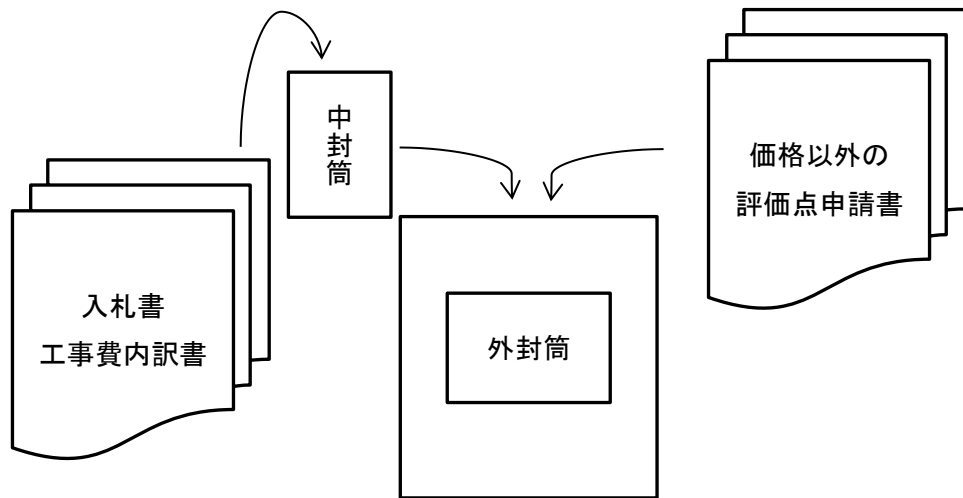 中封筒
価格以外の
評価点申請書
入札書
工事費内訳書
外封筒